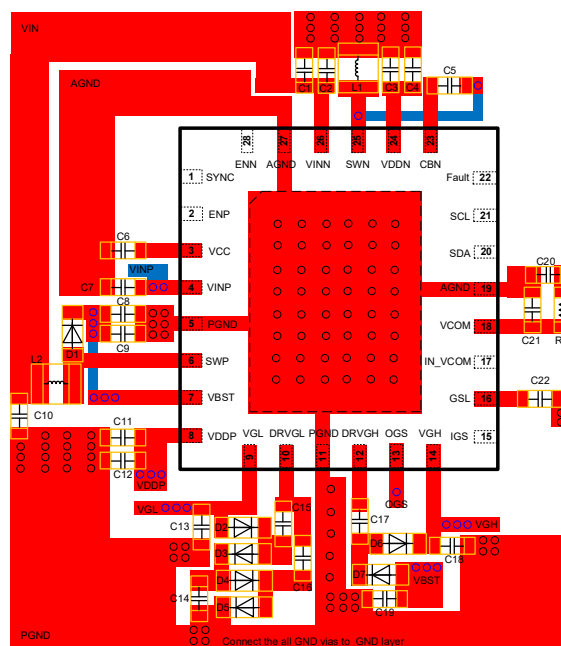 VIN
AGND
C1
C2
L1
C3
C4
C5
28
27
26
25
24
23
ENN
AGND
VINN
SWN
VDDN
CBN
1
SYNC
Fault
22
2
ENP
SCL
21
C6
3
VCC
SDA
20
C20
VINP
C7
4
VINP
AGND
19
C8
5
PGND
VCOM
18
C21
R
D1
C9
L2
6
SWP
IN_VCOM
17
7
VBST
GSL
16
C22
C10
C11
8
VDDP
VGL
DRVGL
PGND
DRVGH
OGS
VGH
IGS
15
C12
9
10
11
12
13
14
VDDP
VGL
OGS
C13
D2
C15
C17
VGH
D3
C16
D6
C18
D4
D7
VBST
C14
D5
C19
PGND
Connect the all GND vias to GND layer